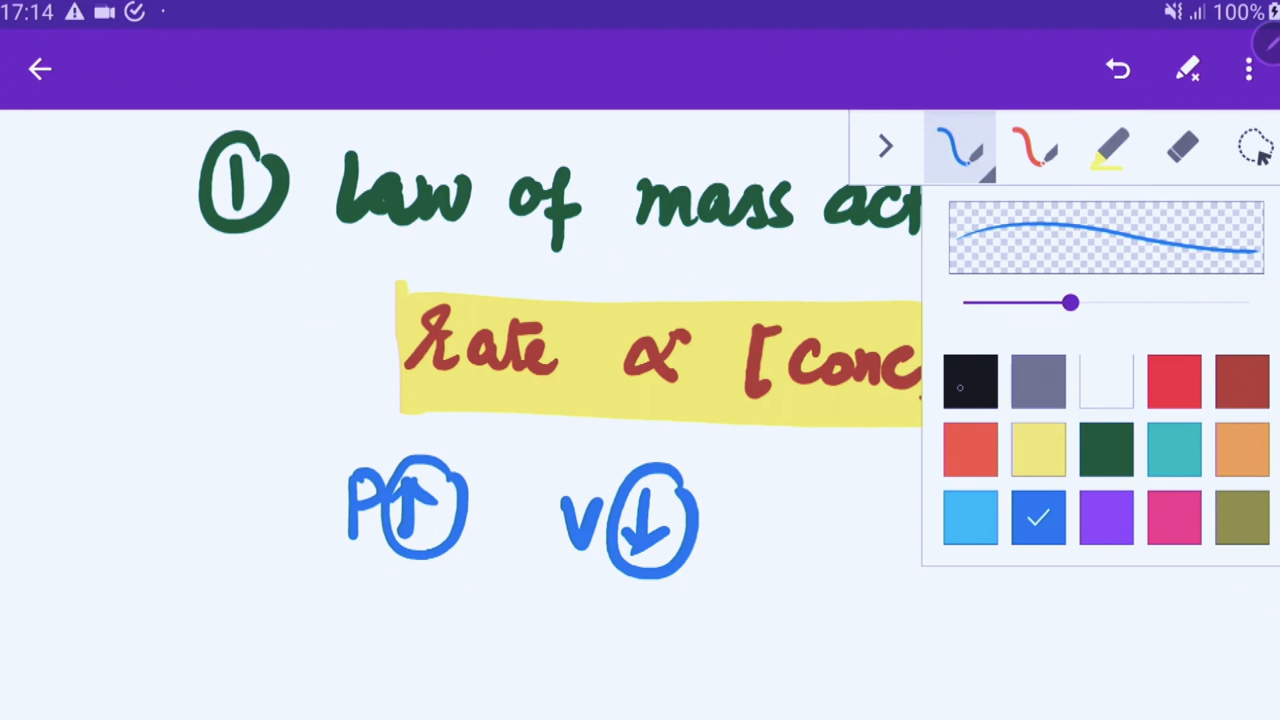 17:14 100%
① Law of mass act
Rate ∝ [conc
P↑ V↓